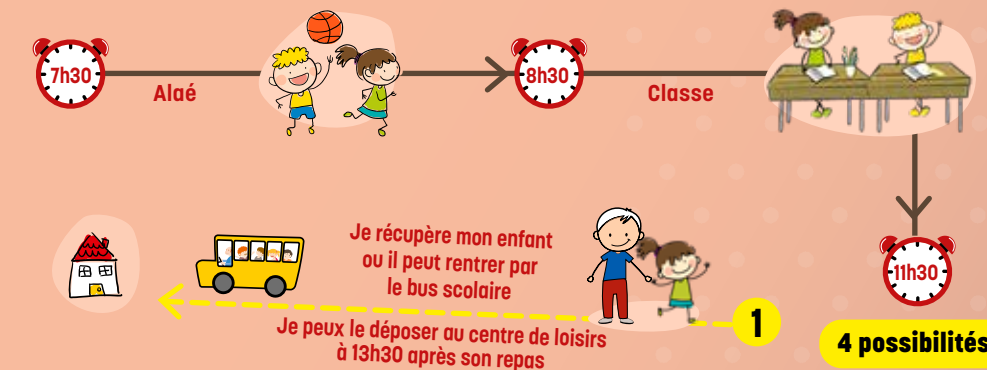 7h30
Alaé
8h30
Classe
11h30
4 possibilités
1
Je récupère mon enfant
ou il peut rentrer par
le bus scolaire
Je peux le déposer au centre de loisirs
à 13h30 après son repas